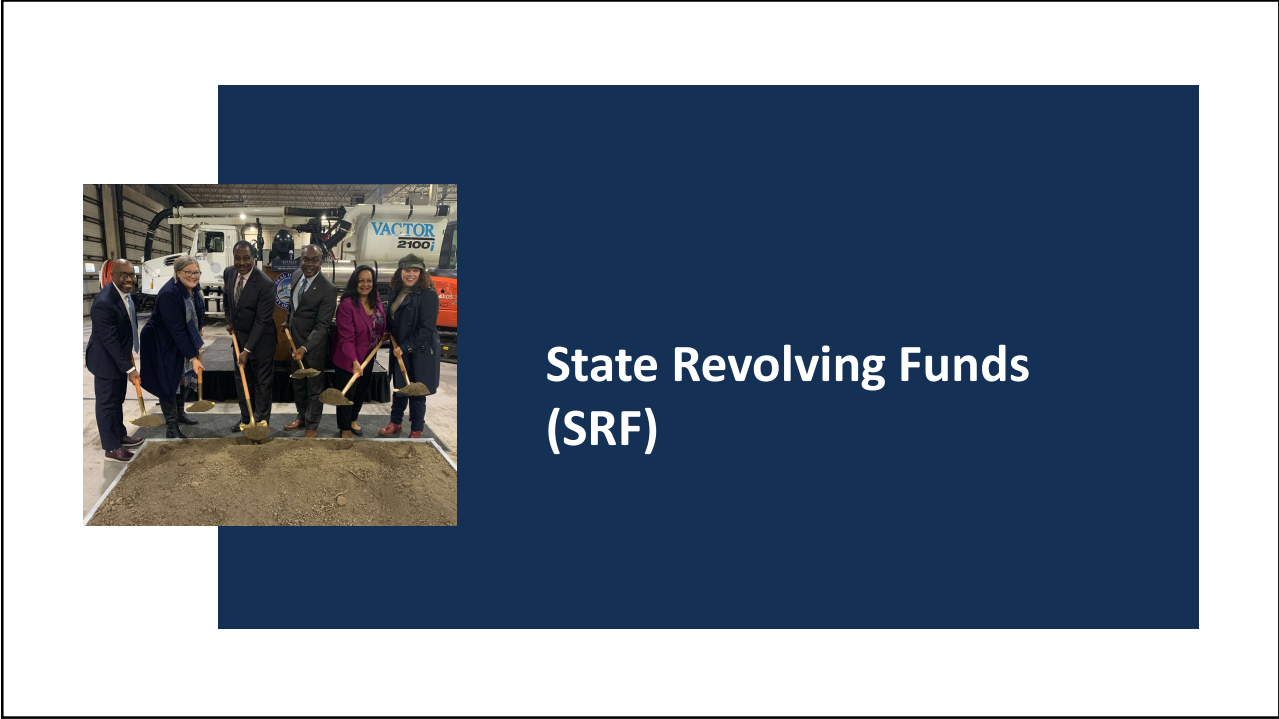 VACTOR
2100i
State Revolving Funds
(SRF)